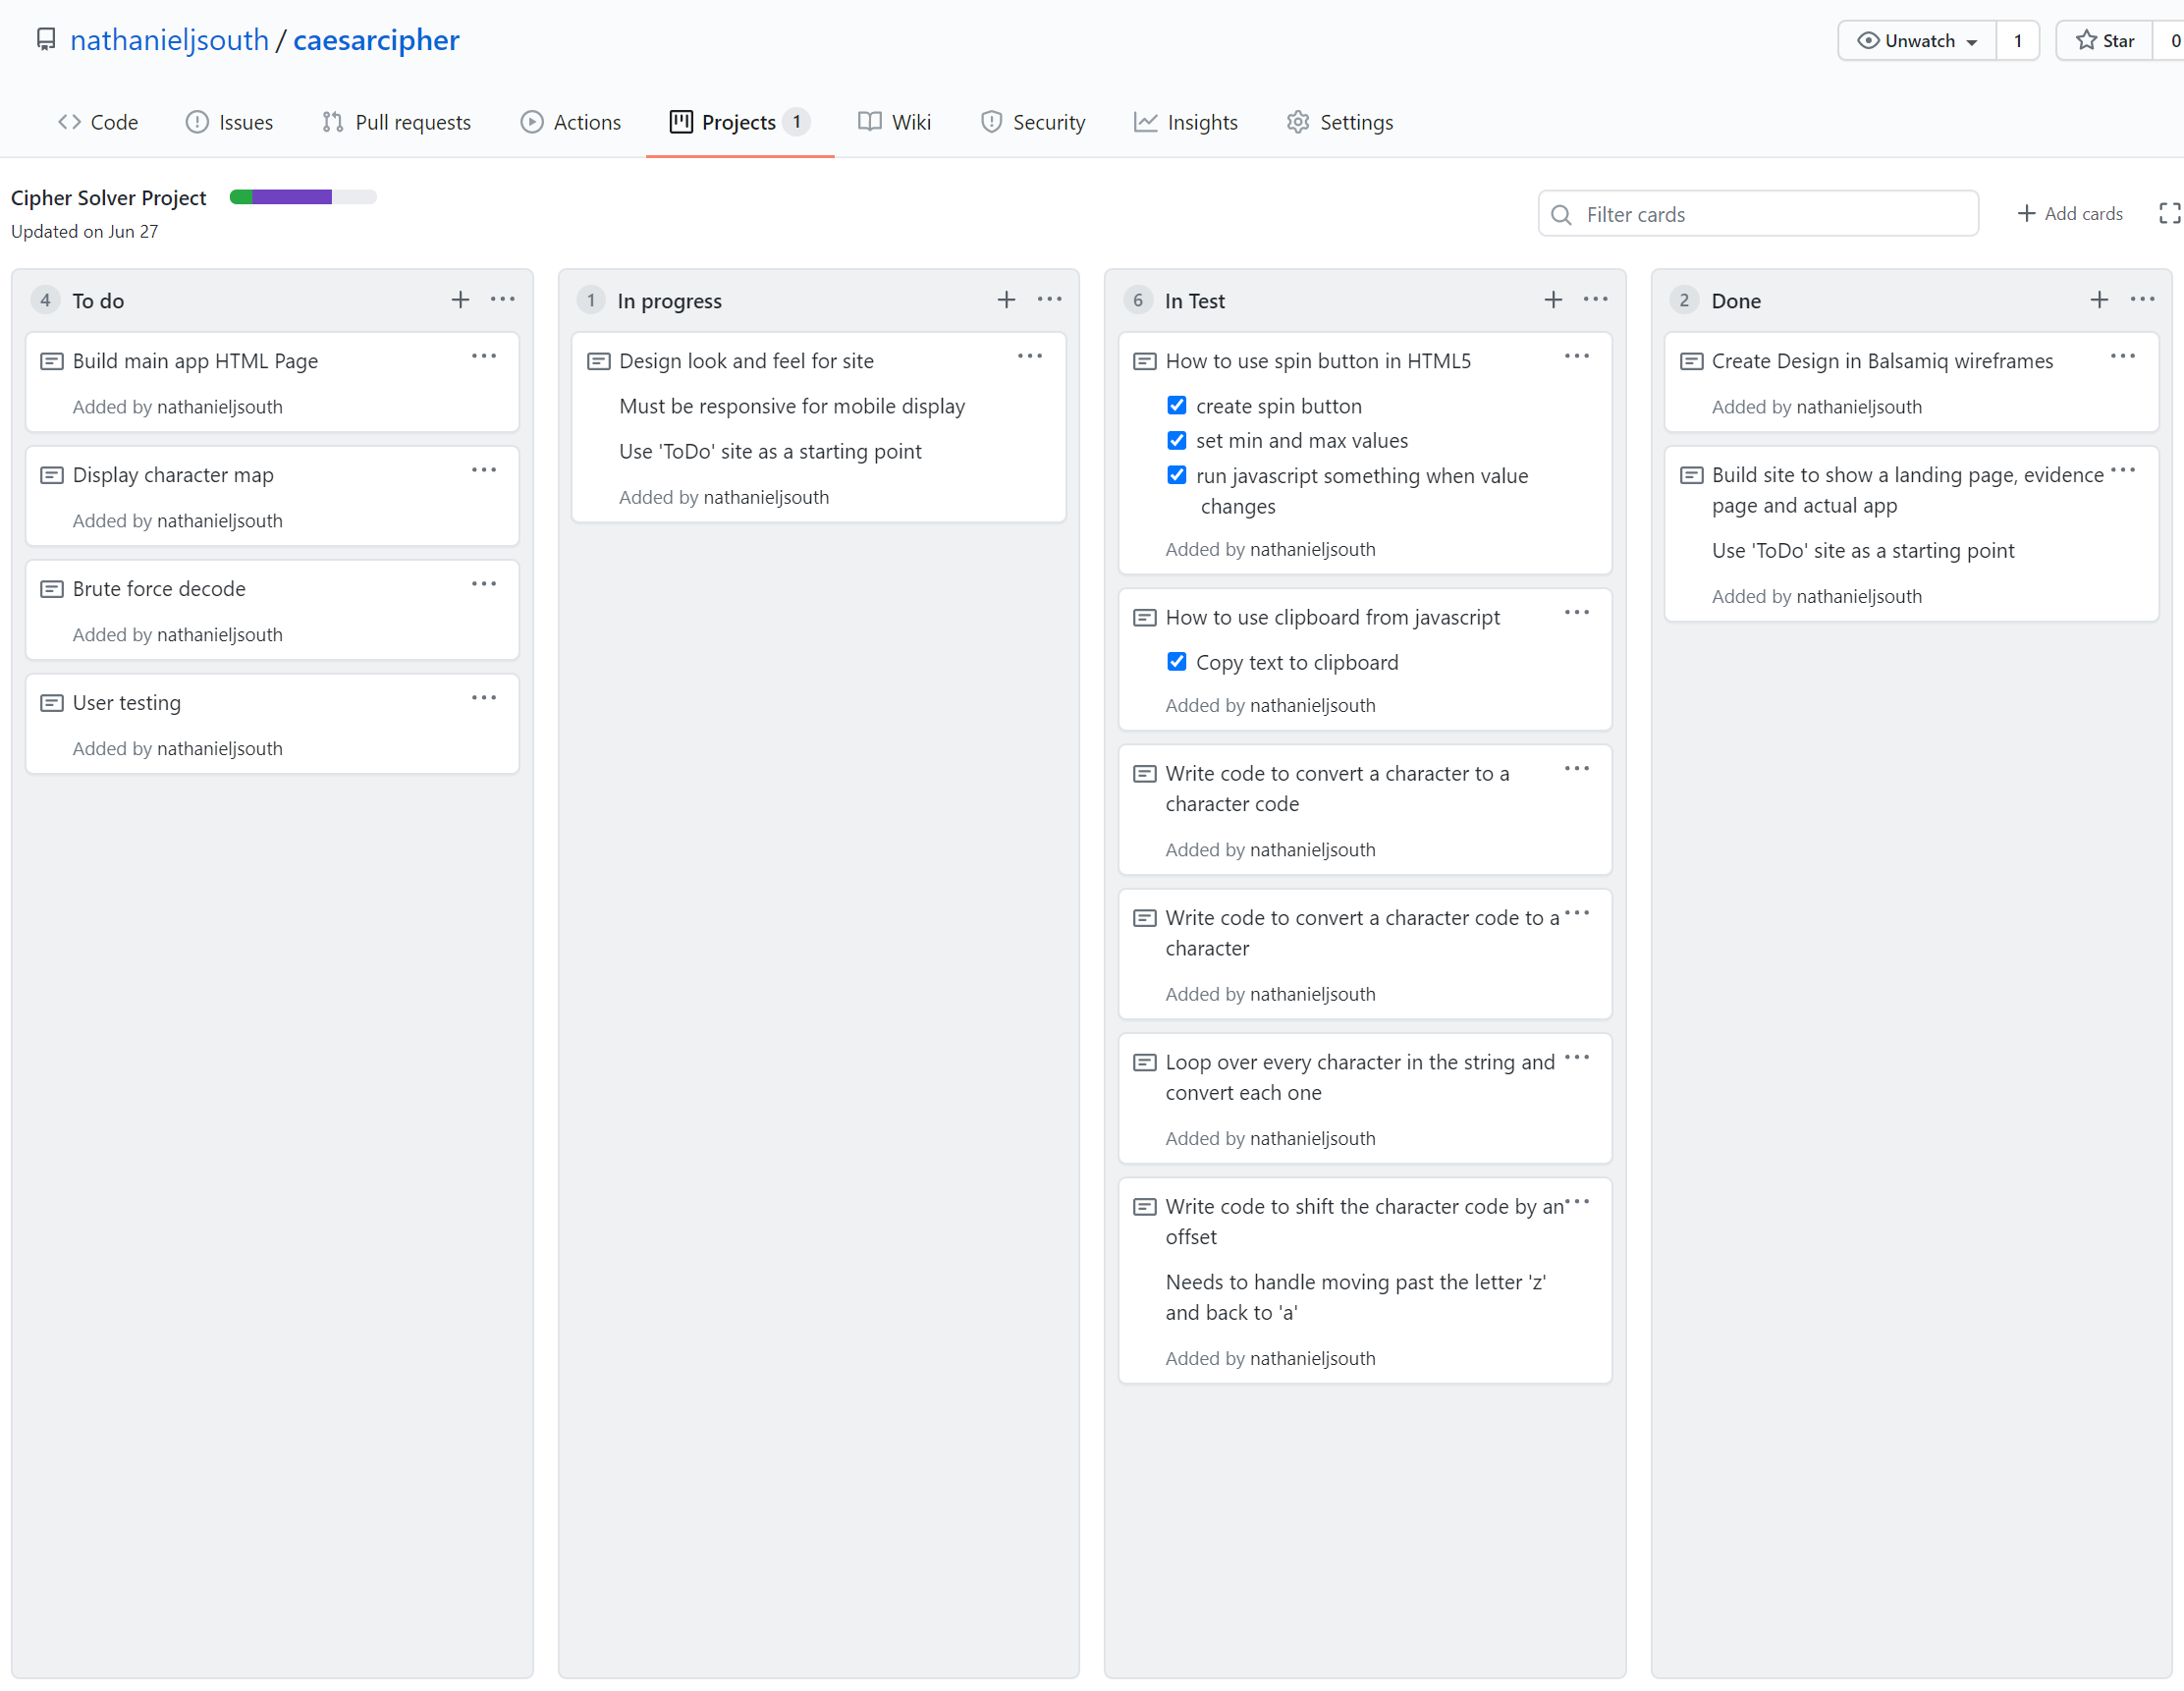 nathanieljsouth / caesarcipher
Unwatch 1
Star 0
Code
Issues
Pull requests
Actions
Projects 1
Wiki
Security
Insights
Settings
Cipher Solver Project
Updated on Jun 27
Filter cards
+ Add cards
4 To do
Build main app HTML Page
Added by nathanieljsouth
Display character map
Added by nathanieljsouth
Brute force decode
Added by nathanieljsouth
User testing
Added by nathanieljsouth
1 In progress
Design look and feel for site
Must be responsive for mobile display
Use 'ToDo' site as a starting point
Added by nathanieljsouth
6 In Test
How to use spin button in HTML5
create spin button
set min and max values
run javascript something when value
changes
Added by nathanieljsouth
How to use clipboard from javascript
Copy text to clipboard
Added by nathanieljsouth
Write code to convert a character to a
character code
Added by nathanieljsouth
Write code to convert a character code to a
character
Added by nathanieljsouth
Loop over every character in the string and
convert each one
Added by nathanieljsouth
Write code to shift the character code by an
offset
Needs to handle moving past the letter 'z'
and back to 'a'
Added by nathanieljsouth
2 Done
Create Design in Balsamiq wireframes
Added by nathanieljsouth
Build site to show a landing page, evidence
page and actual app
Use 'ToDo' site as a starting point
Added by nathanieljsouth